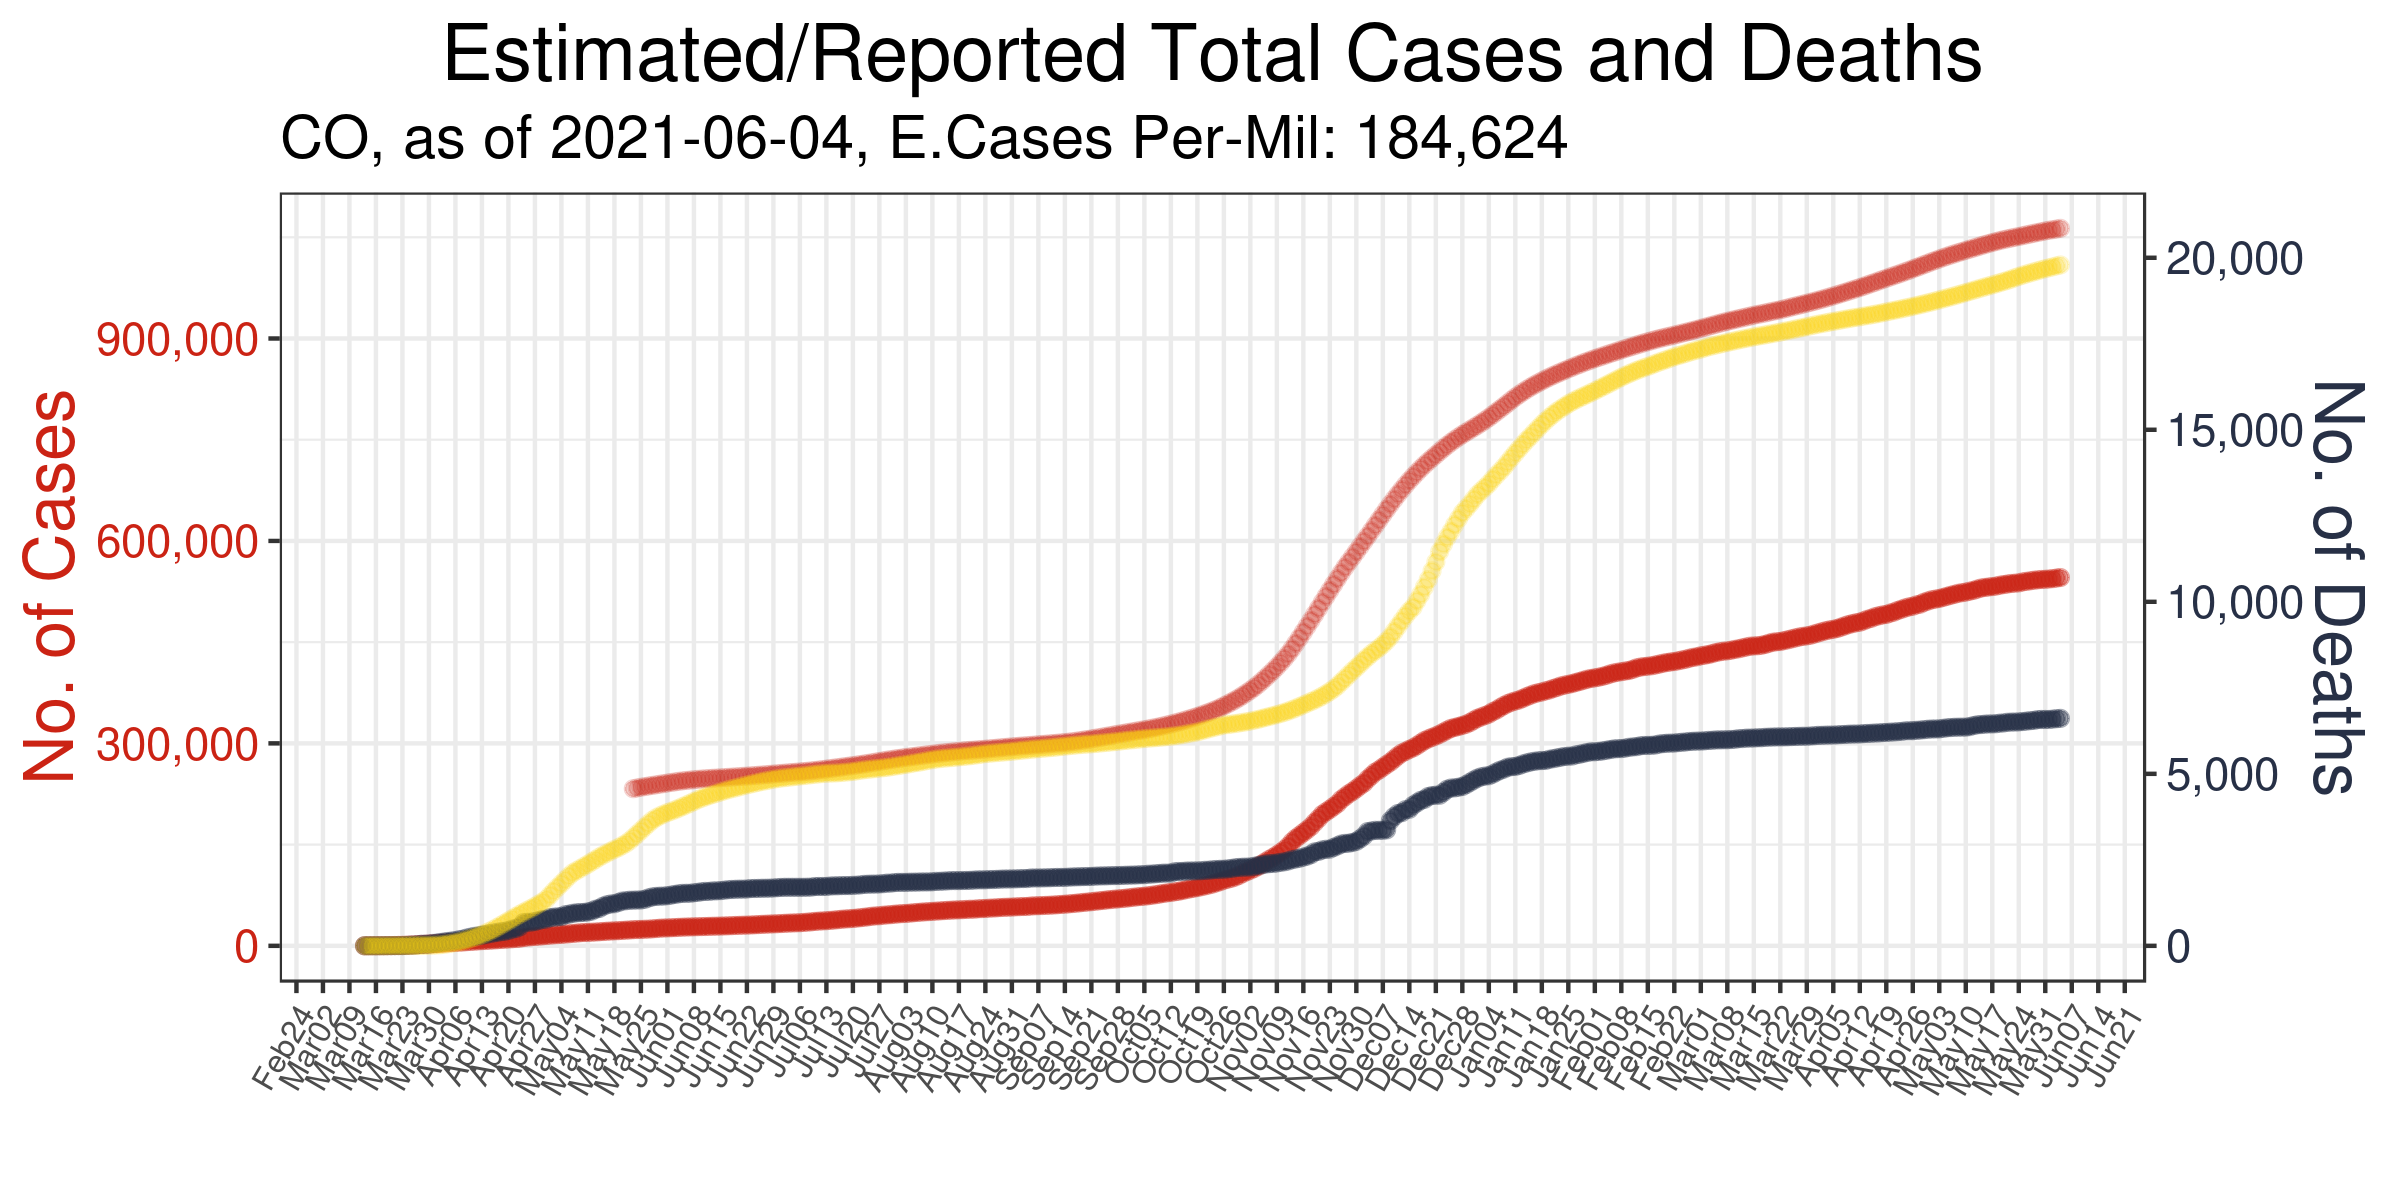 Estimated/Reported Total Cases and Deaths
CO, as of 2021-06-04, E.Cases Per-Mil: 184,624
No. of Cases
900,000
600,000
300,000
0
20,000
15,000
10,000
5,000
0
No. of Deaths
Feb24
Mar02
Mar09
Mar16
Mar23
Mar30
Apr06
Apr13
Apr20
Apr27
May04
May11
May18
May25
Jun01
Jun08
Jun15
Jun22
Jun29
Jul06
Jul13
Jul20
Jul27
Aug03
Aug10
Aug17
Aug24
Aug31
Sep07
Sep14
Sep21
Sep28
Oct05
Oct12
Oct19
Oct26
Nov02
Nov09
Nov16
Nov23
Nov30
Dec07
Dec14
Dec21
Dec28
Jan04
Jan11
Jan18
Jan25
Feb01
Feb08
Feb15
Feb22
Mar01
Mar08
Mar15
Mar22
Mar29
Apr05
Apr12
Apr19
Apr26
May03
May10
May17
May24
May31
Jun07
Jun14
Jun21